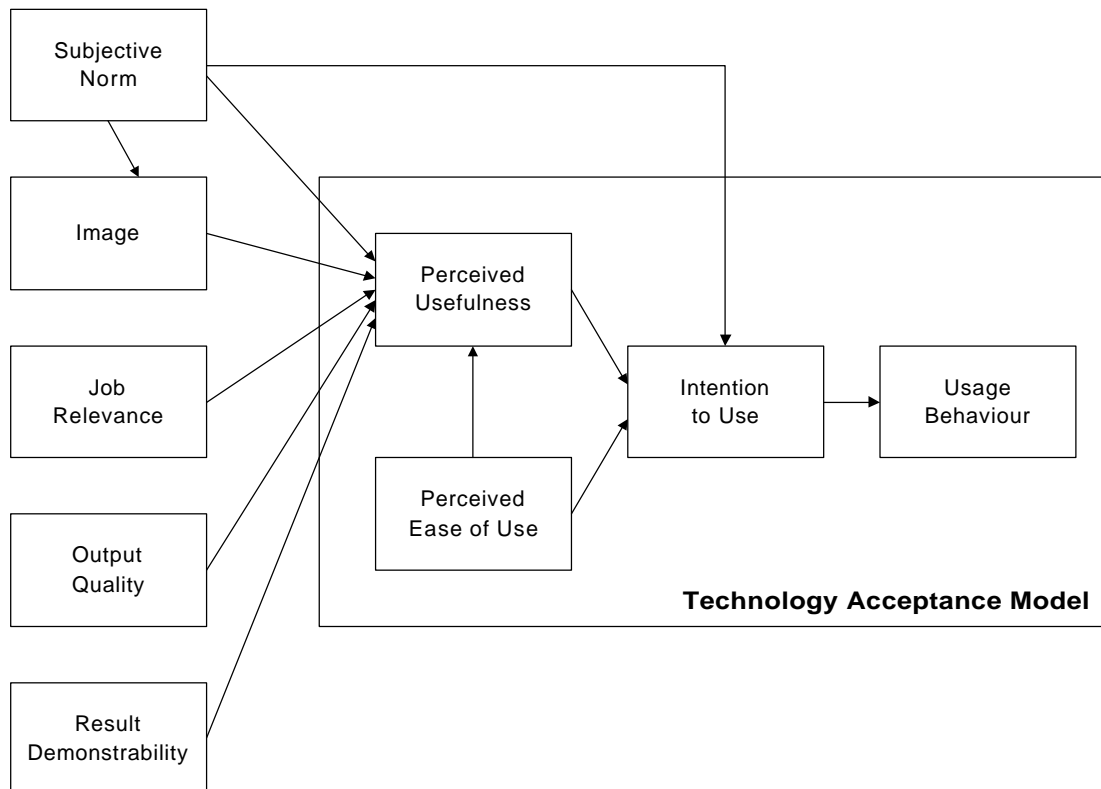 Subjective
Norm
Image
Job
Relevance
Output
Quality
Result
Demonstrability
Perceived
Usefulness
Perceived
Ease of Use
Intention
to Use
Usage
Behaviour
Technology Acceptance Model